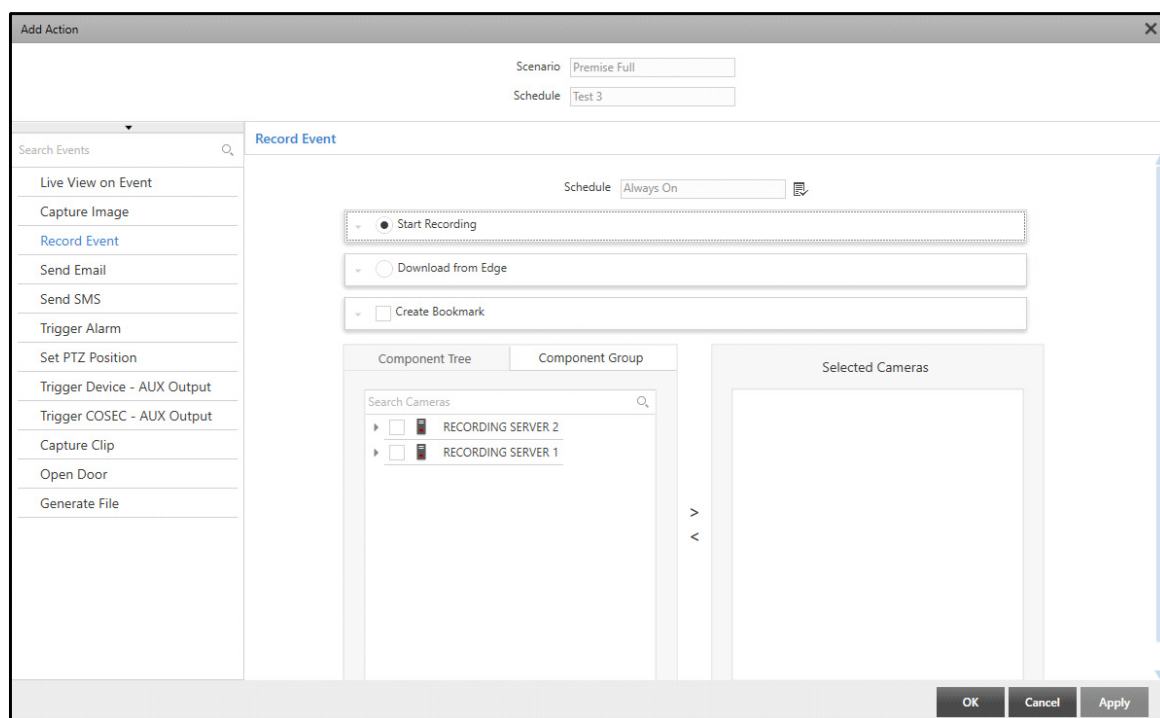 Add Action
Scenario Premise Full
Schedule Test 3
Search Events
Live View on Event
Capture Image
Record Event
Send Email
Send SMS
Trigger Alarm
Set PTZ Position
Trigger Device - AUX Output
Trigger COSEC - AUX Output
Capture Clip
Open Door
Generate File
Record Event
Schedule Always On
Start Recording
Download from Edge
Create Bookmark
Component Tree
Component Group
Search Cameras
RECORDING SERVER 2
RECORDING SERVER 1
>
<
Selected Cameras
OK
Cancel
Apply